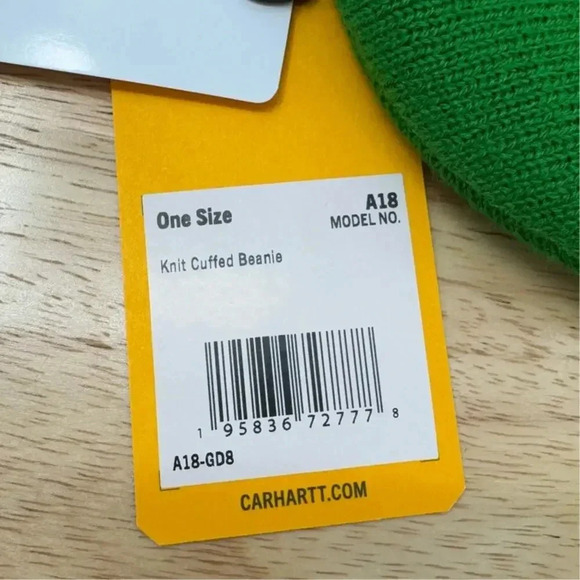 One Size
A18
MODEL NO.
Knit Cuffed Beanie
1 95836 72777 8
A18-GD8
CARHARTT.COM